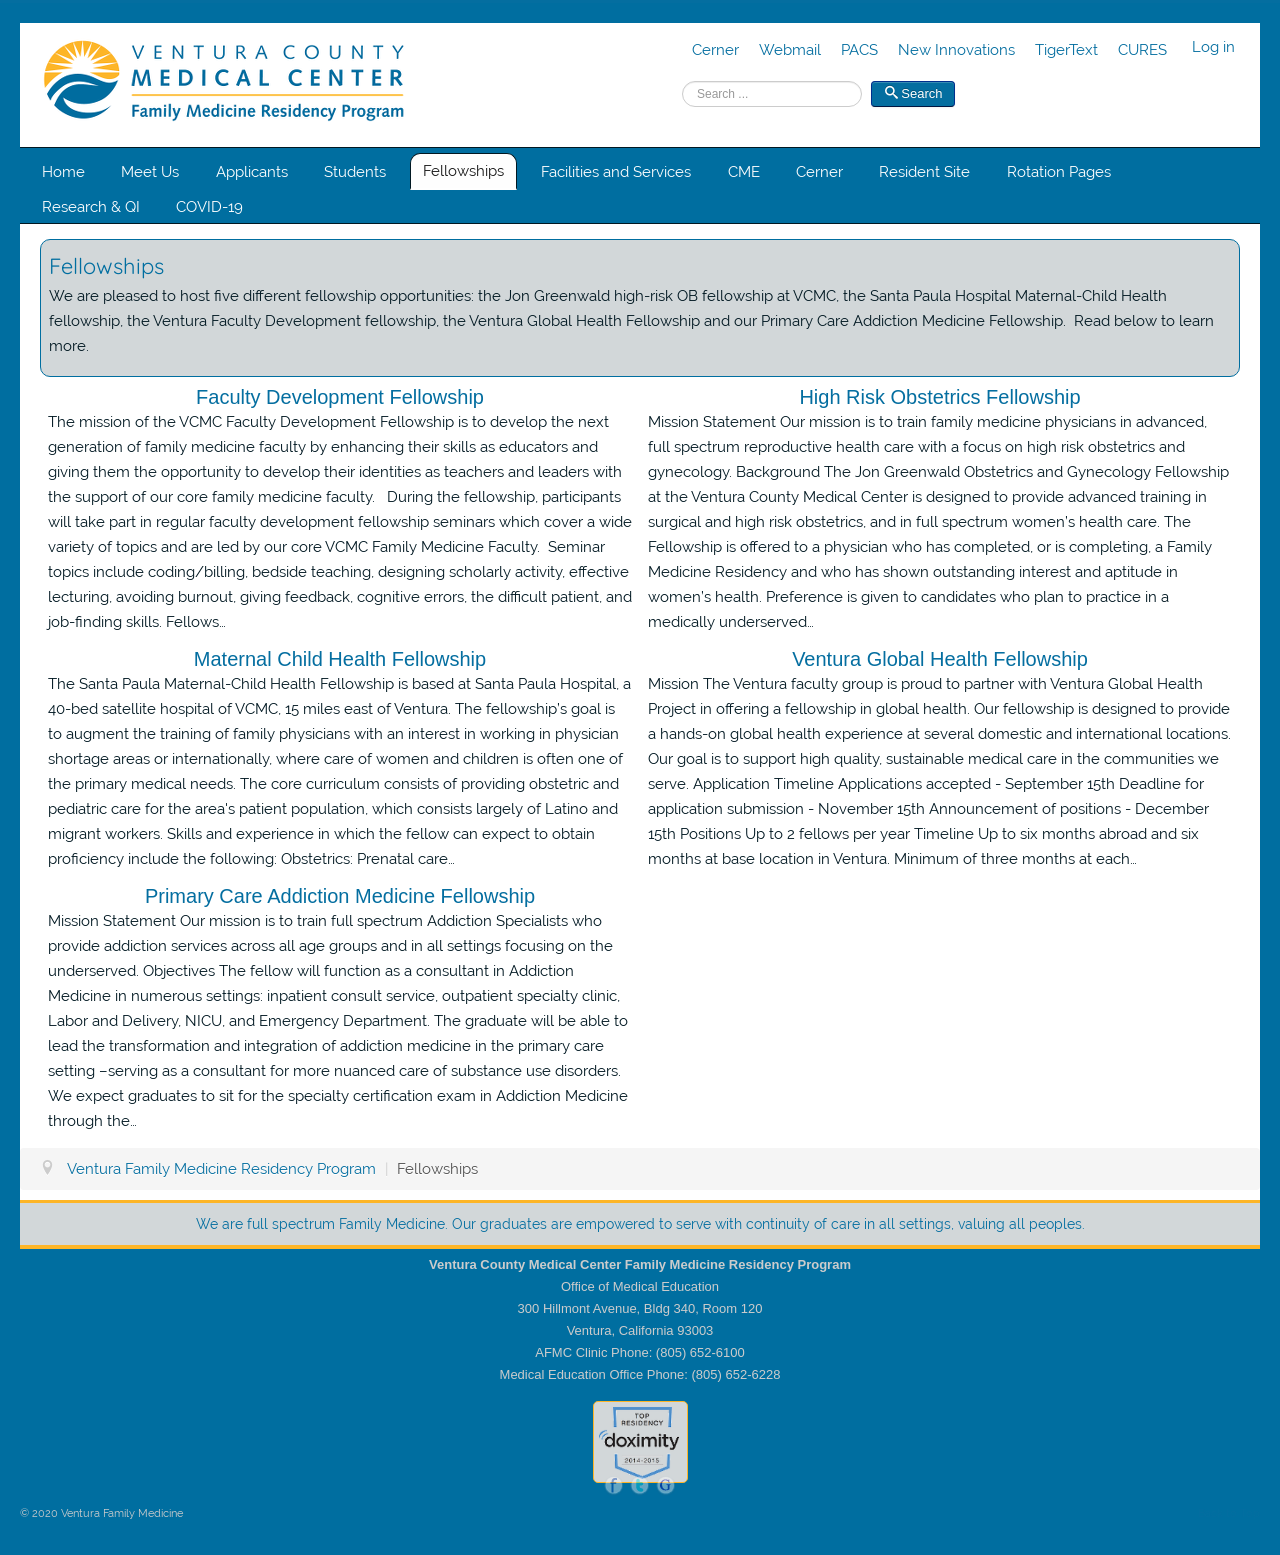 VENTURA COUNTY
MEDICAL CENTER
Family Medicine Residency Program
Cerner Webmail PACS New Innovations TigerText CURES Log in
Search ... Search
Home Meet Us Applicants Students Fellowships Facilities and Services CME Cerner Resident Site Rotation Pages
Research & QI COVID-19
Fellowships
We are pleased to host five different fellowship opportunities: the Jon Greenwald high-risk OB fellowship at VCMC, the Santa Paula Hospital Maternal-Child Health
fellowship, the Ventura Faculty Development fellowship, the Ventura Global Health Fellowship and our Primary Care Addiction Medicine Fellowship.  Read below to learn
more.
Faculty Development Fellowship
The mission of the VCMC Faculty Development Fellowship is to develop the next
generation of family medicine faculty by enhancing their skills as educators and
giving them the opportunity to develop their identities as teachers and leaders with
the support of our core family medicine faculty.   During the fellowship, participants
will take part in regular faculty development fellowship seminars which cover a wide
variety of topics and are led by our core VCMC Family Medicine Faculty.  Seminar
topics include coding/billing, bedside teaching, designing scholarly activity, effective
lecturing, avoiding burnout, giving feedback, cognitive errors, the difficult patient, and
job-finding skills. Fellows…
High Risk Obstetrics Fellowship
Mission Statement Our mission is to train family medicine physicians in advanced,
full spectrum reproductive health care with a focus on high risk obstetrics and
gynecology. Background The Jon Greenwald Obstetrics and Gynecology Fellowship
at the Ventura County Medical Center is designed to provide advanced training in
surgical and high risk obstetrics, and in full spectrum women's health care. The
Fellowship is offered to a physician who has completed, or is completing, a Family
Medicine Residency and who has shown outstanding interest and aptitude in
women's health. Preference is given to candidates who plan to practice in a
medically underserved…
Maternal Child Health Fellowship
The Santa Paula Maternal-Child Health Fellowship is based at Santa Paula Hospital, a
40-bed satellite hospital of VCMC, 15 miles east of Ventura. The fellowship's goal is
to augment the training of family physicians with an interest in working in physician
shortage areas or internationally, where care of women and children is often one of
the primary medical needs. The core curriculum consists of providing obstetric and
pediatric care for the area's patient population, which consists largely of Latino and
migrant workers. Skills and experience in which the fellow can expect to obtain
proficiency include the following: Obstetrics: Prenatal care…
Ventura Global Health Fellowship
Mission The Ventura faculty group is proud to partner with Ventura Global Health
Project in offering a fellowship in global health. Our fellowship is designed to provide
a hands-on global health experience at several domestic and international locations.
Our goal is to support high quality, sustainable medical care in the communities we
serve. Application Timeline Applications accepted - September 15th Deadline for
application submission - November 15th Announcement of positions - December
15th Positions Up to 2 fellows per year Timeline Up to six months abroad and six
months at base location in Ventura. Minimum of three months at each…
Primary Care Addiction Medicine Fellowship
Mission Statement Our mission is to train full spectrum Addiction Specialists who
provide addiction services across all age groups and in all settings focusing on the
underserved. Objectives The fellow will function as a consultant in Addiction
Medicine in numerous settings: inpatient consult service, outpatient specialty clinic,
Labor and Delivery, NICU, and Emergency Department. The graduate will be able to
lead the transformation and integration of addiction medicine in the primary care
setting –serving as a consultant for more nuanced care of substance use disorders.
We expect graduates to sit for the specialty certification exam in Addiction Medicine
through the…
Ventura Family Medicine Residency Program | Fellowships
We are full spectrum Family Medicine. Our graduates are empowered to serve with continuity of care in all settings, valuing all peoples.
Ventura County Medical Center Family Medicine Residency Program
Office of Medical Education
300 Hillmont Avenue, Bldg 340, Room 120
Ventura, California 93003
AFMC Clinic Phone: (805) 652-6100
Medical Education Office Phone: (805) 652-6228
TOP
RESIDENCY
doximity
2014-2015
f t G
© 2020 Ventura Family Medicine